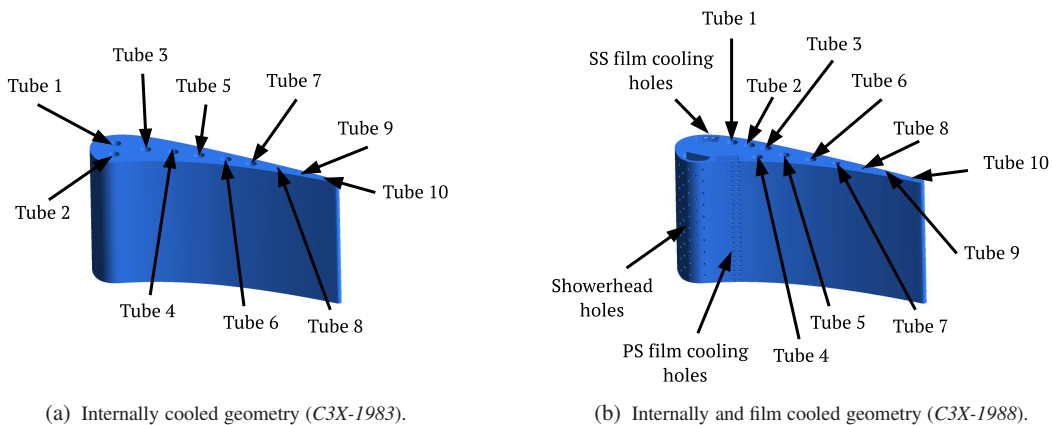 Tube 1
Tube 3
Tube 5
Tube 7
Tube 9
Tube 10
Tube 2
Tube 4
Tube 6
Tube 8
(a) Internally cooled geometry (C3X-1983).
Tube 1
SS film cooling
holes
Tube 2
Tube 3
Tube 6
Tube 8
Tube 10
Tube 9
Showerhead
holes
PS film cooling
holes
Tube 4
Tube 5
Tube 7
(b) Internally and film cooled geometry (C3X-1988).